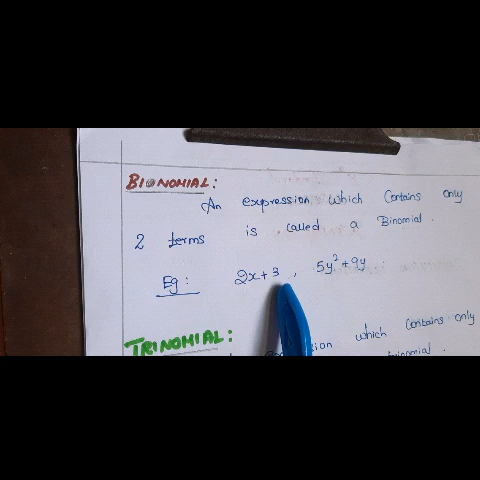 BINOMIAL:
An expression which Contains only
2 terms is called a Binomial.
Eg: 2x+3, 5y²+9y
TRINOMIAL:
which Contains only